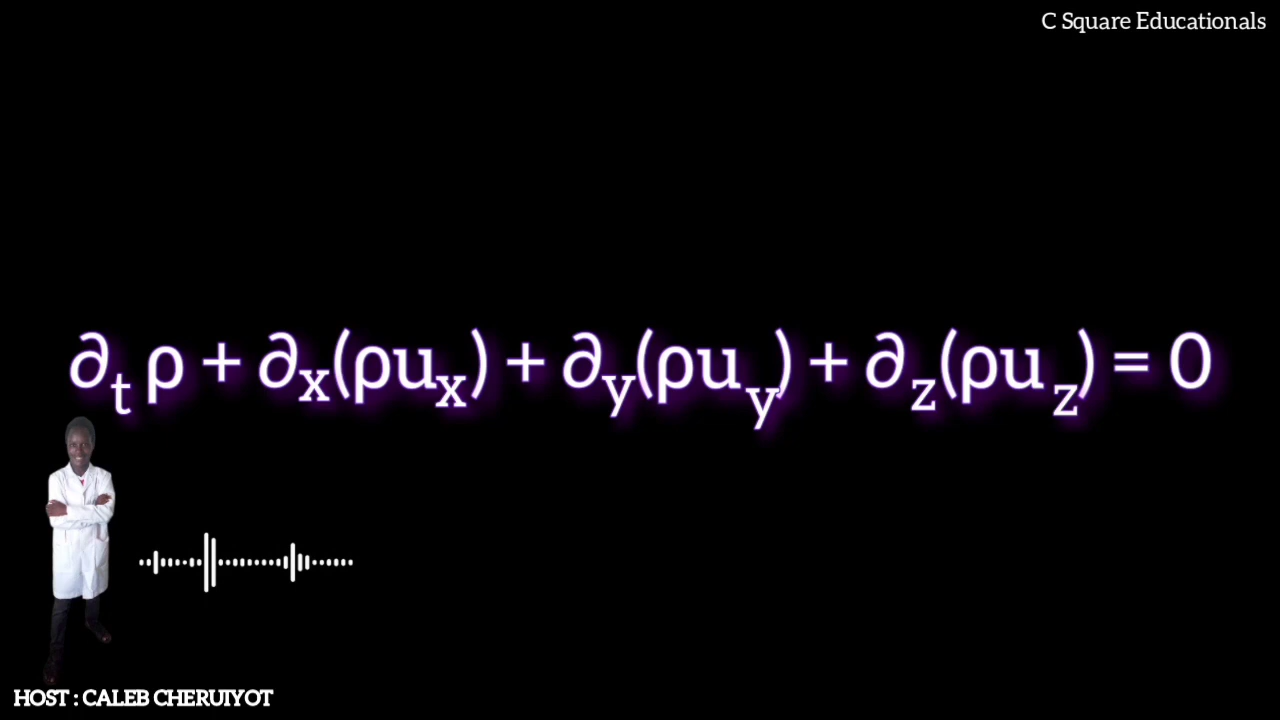 C Square Educationals
∂ₜ ρ + ∂ₓ(ρuₓ) + ∂y(ρuy) + ∂z(ρuz) = 0
HOST : CALEB CHERUIYOT